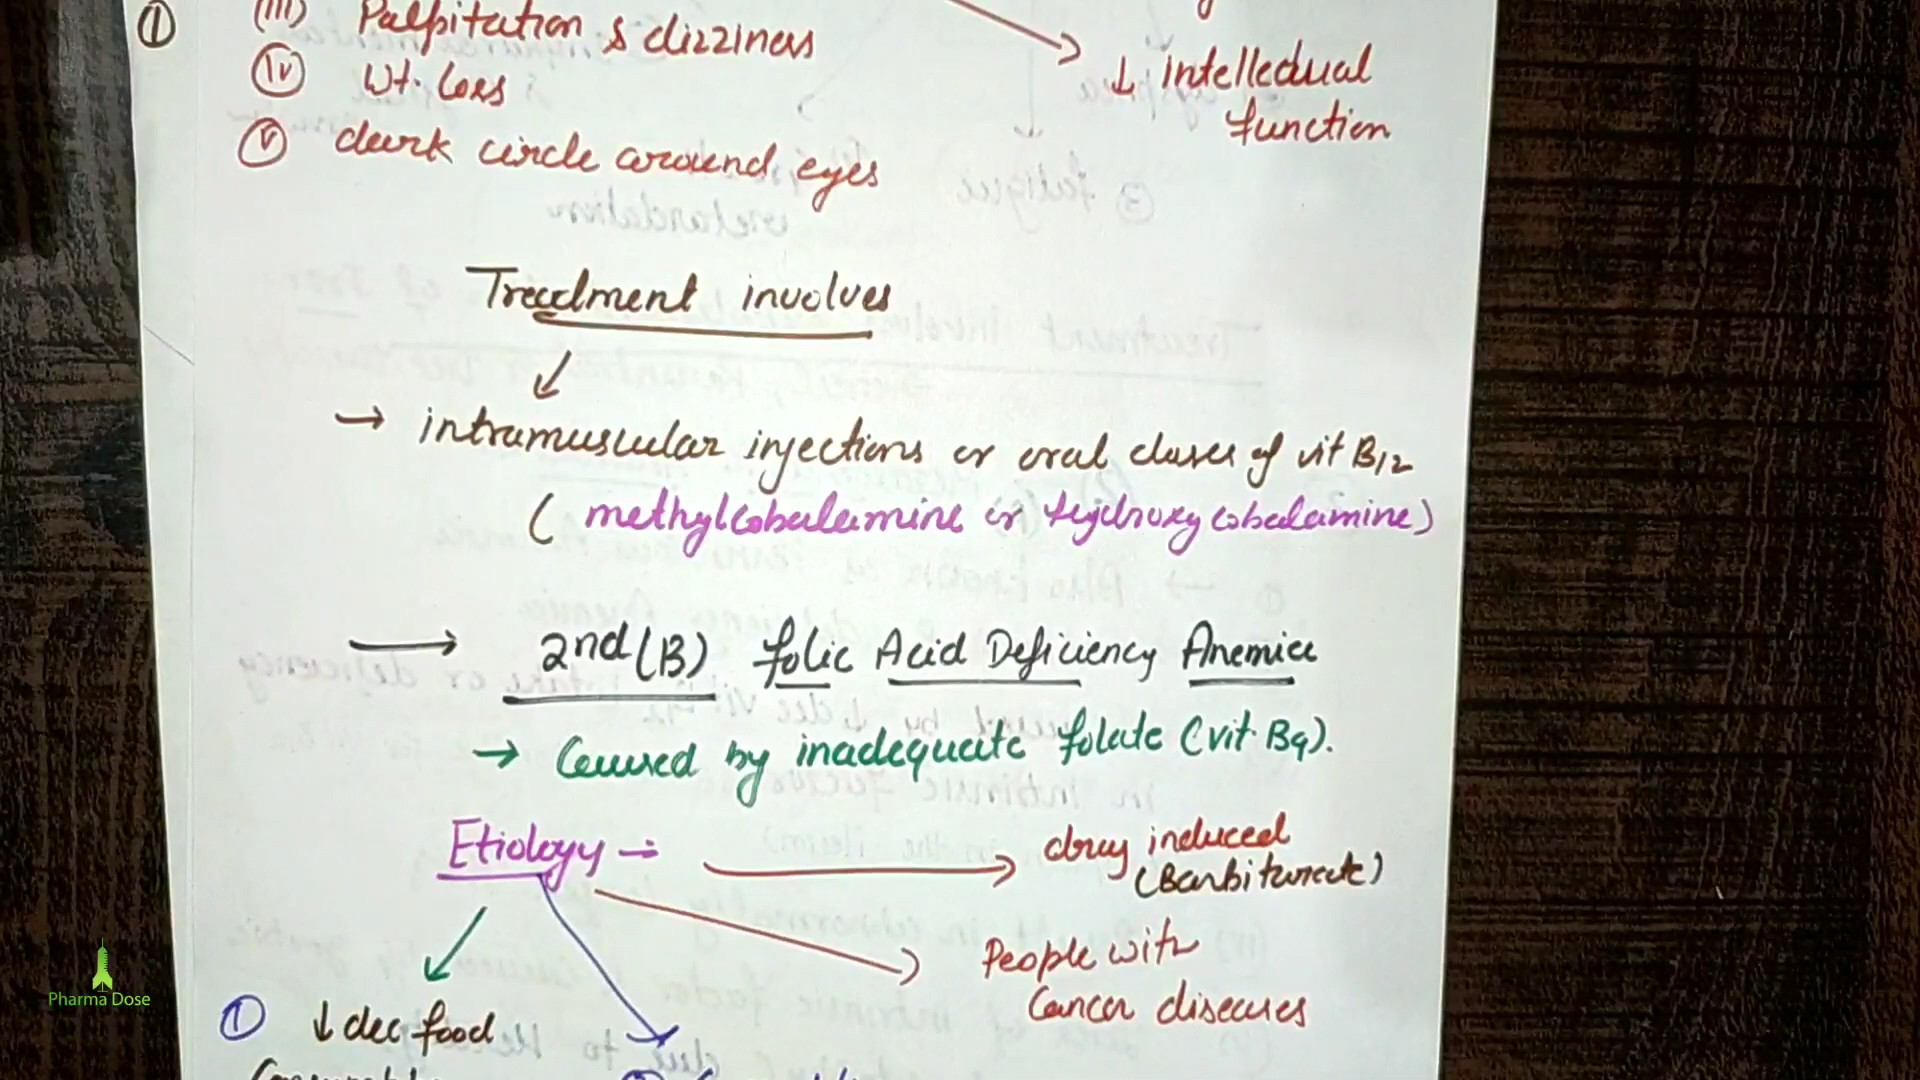 ① (iii) Palpitation & dizziness
(iv) Wt. loss
(v) dark circle around eyes
↓ intellectual
function
Treatment involves
→ intramuscular injections or oral doses of vit B12
(methylcobalamine or Hydroxycobalamine)
→ 2nd (B) folic Acid Deficiency Anemia
→ Caused by inadequate folate (vit. B9).
Etiology :-
drug induced
(Barbiturate)
People with
Cancer diseases
① ↓ dec food
Pharma Dose